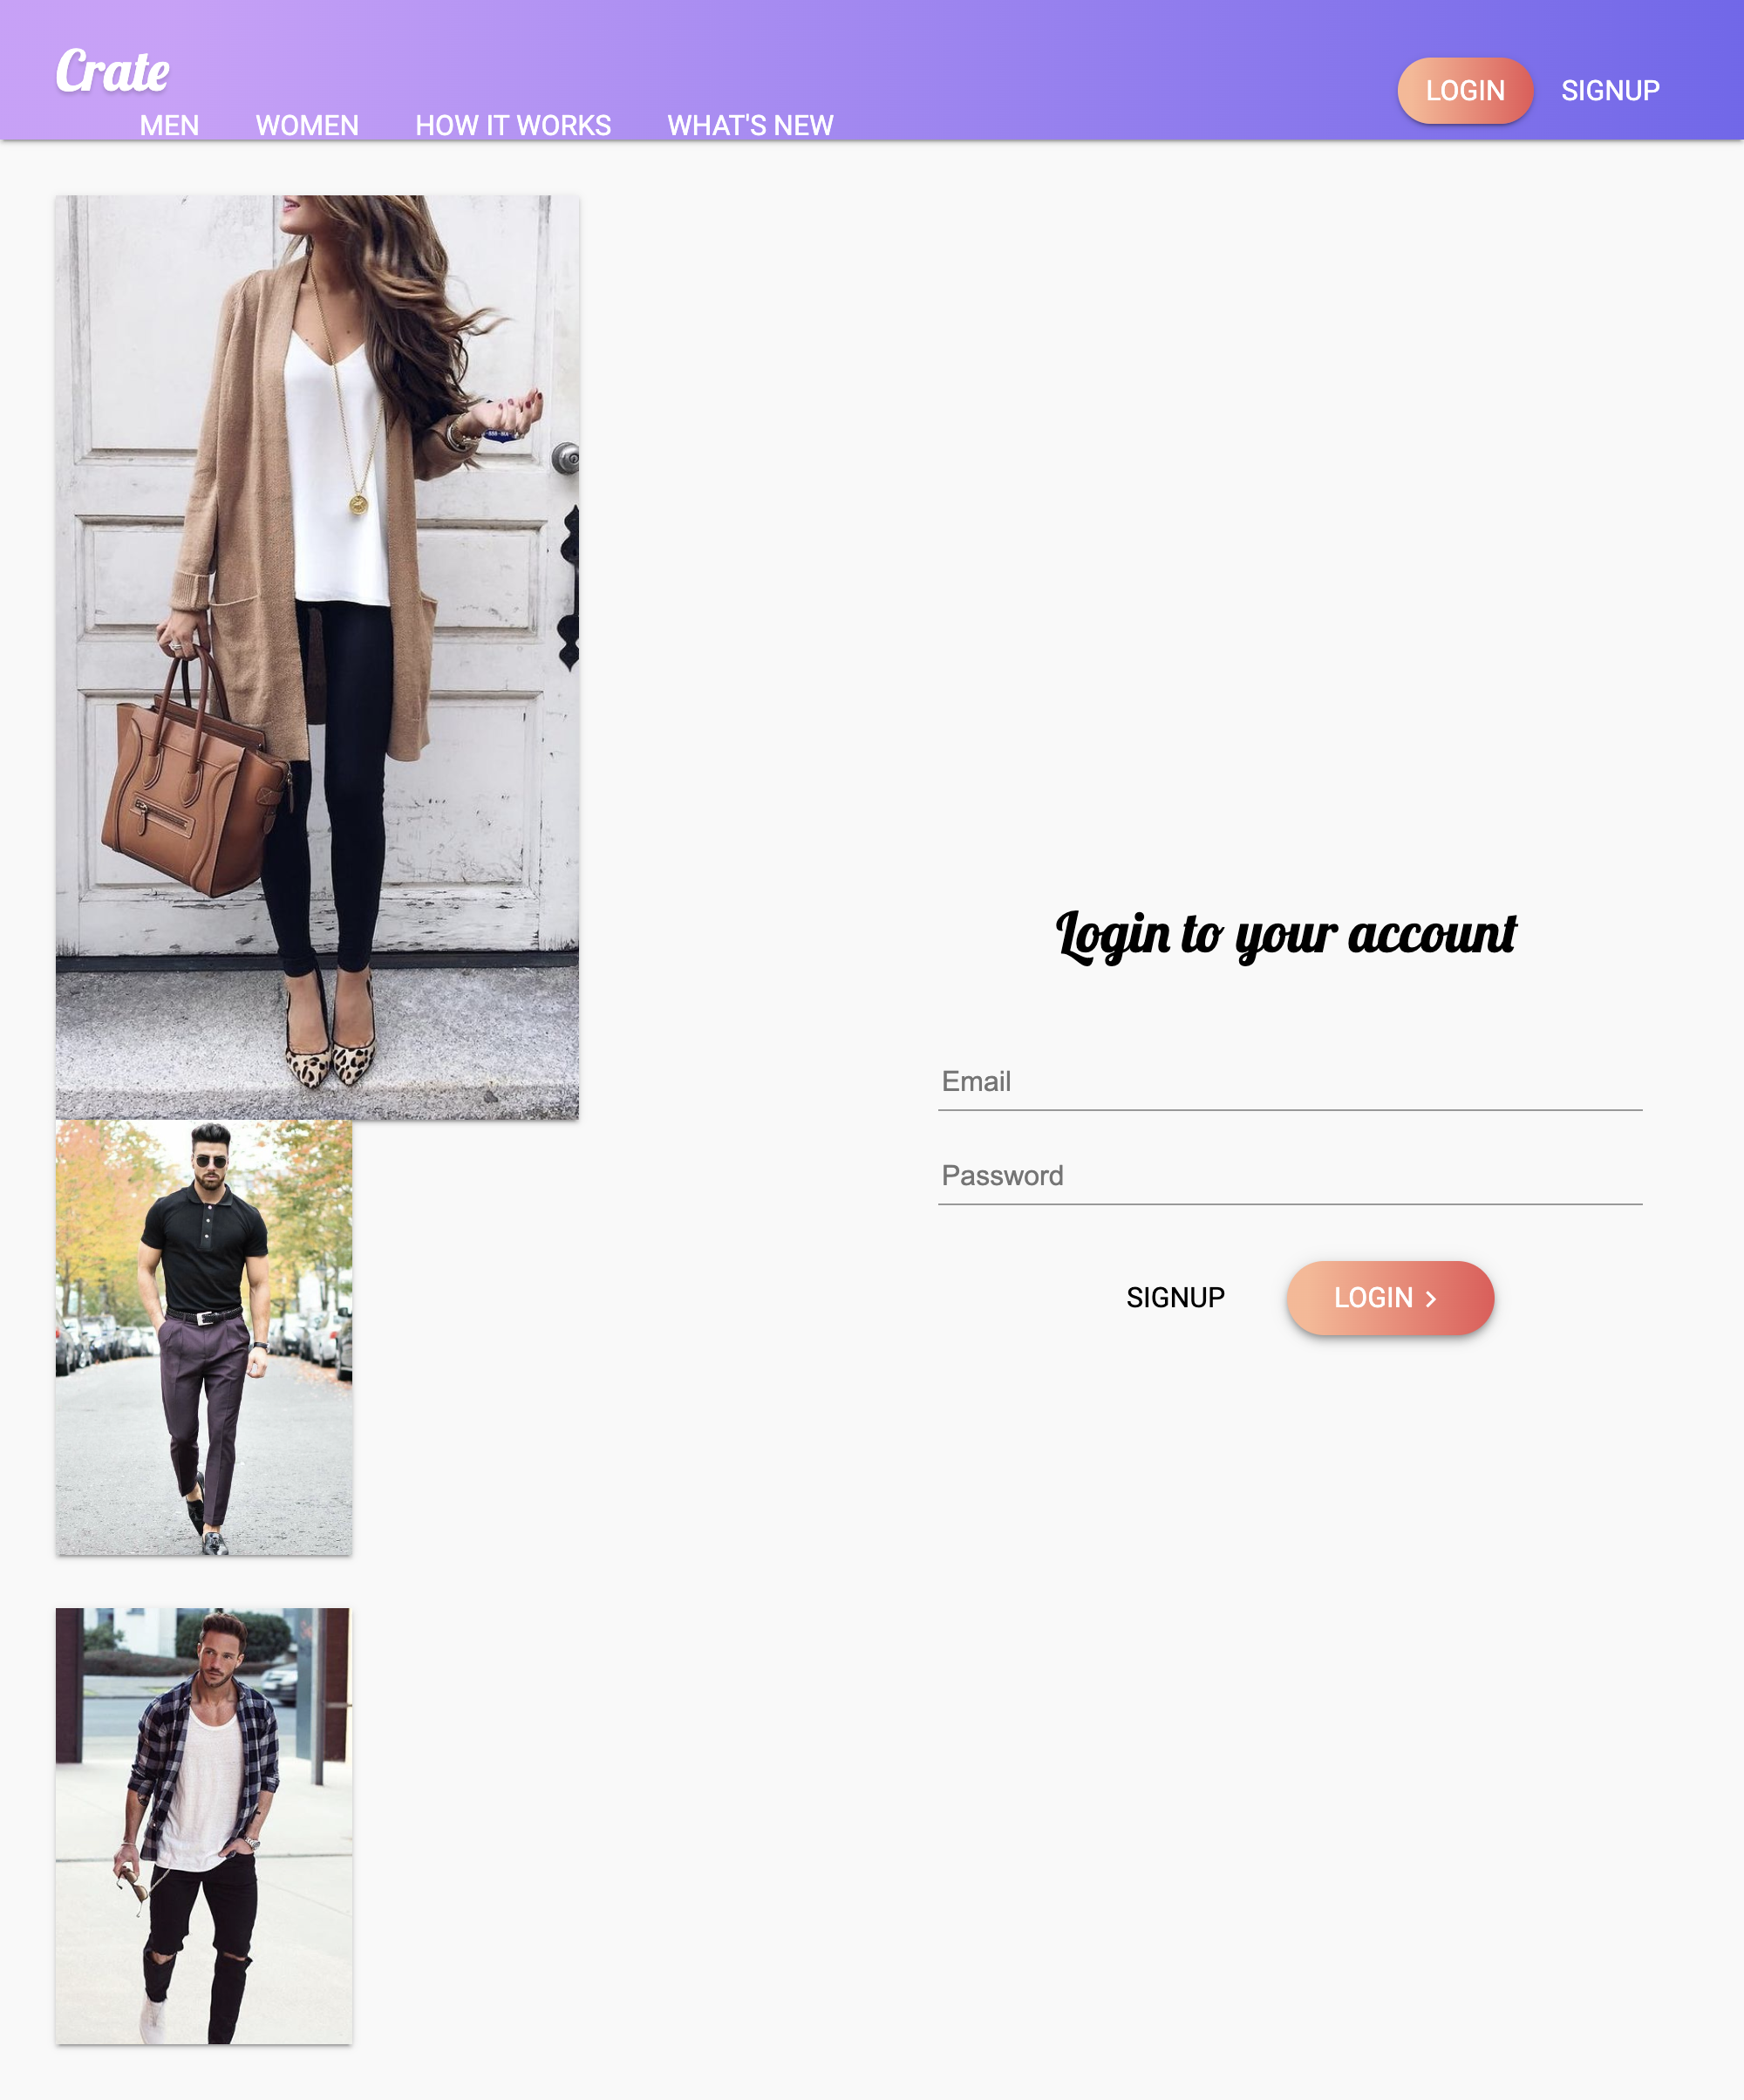 Crate
MEN WOMEN HOW IT WORKS WHAT'S NEW
LOGIN SIGNUP
Login to your account
Email
Password
SIGNUP LOGIN